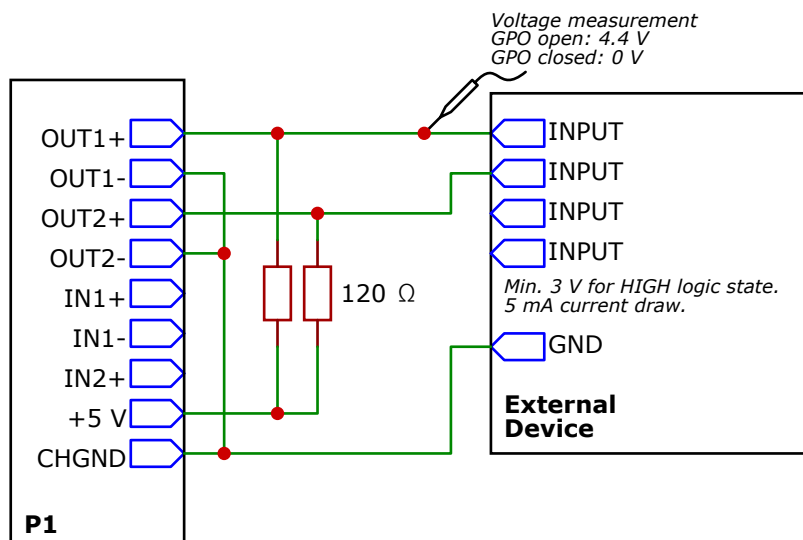 Voltage measurement
GPO open: 4.4 V
GPO closed: 0 V
OUT1+
OUT1-
OUT2+
OUT2-
IN1+
IN1-
IN2+
+5 V
CHGND
P1
120 Ω
INPUT
INPUT
INPUT
INPUT
Min. 3 V for HIGH logic state.
5 mA current draw.
GND
External
Device